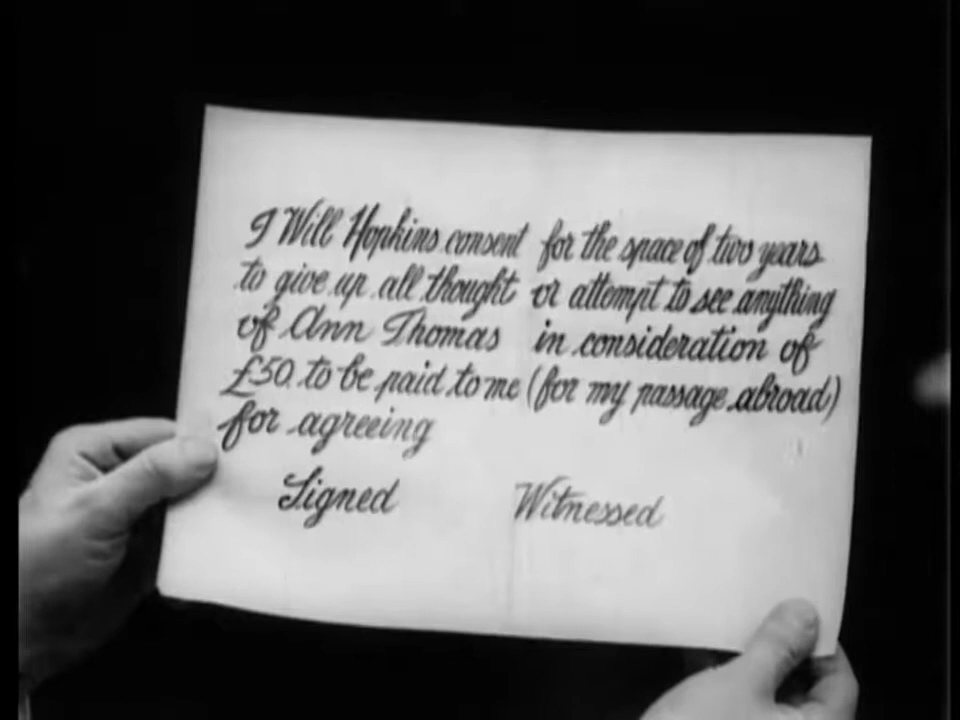 I Will Hopkins consent for the space of two years
to give up all thought or attempt to see anything
of Ann Thomas in consideration of
£50. to be paid to me (for my passage abroad)
for agreeing
Signed Witnessed